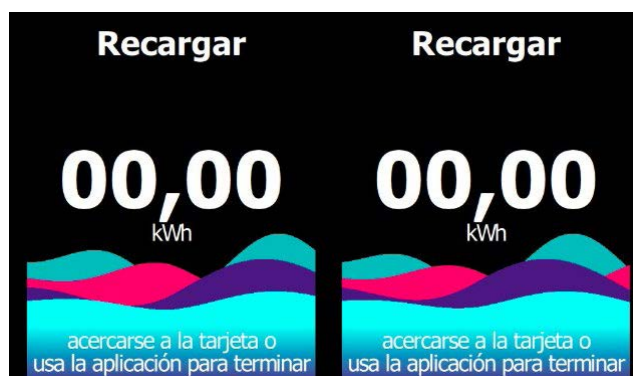 Recargar
00,00
kWh
acercarse a la tarjeta o
usa la aplicación para terminar
Recargar
00,00
kWh
acercarse a la tarjeta o
usa la aplicación para terminar